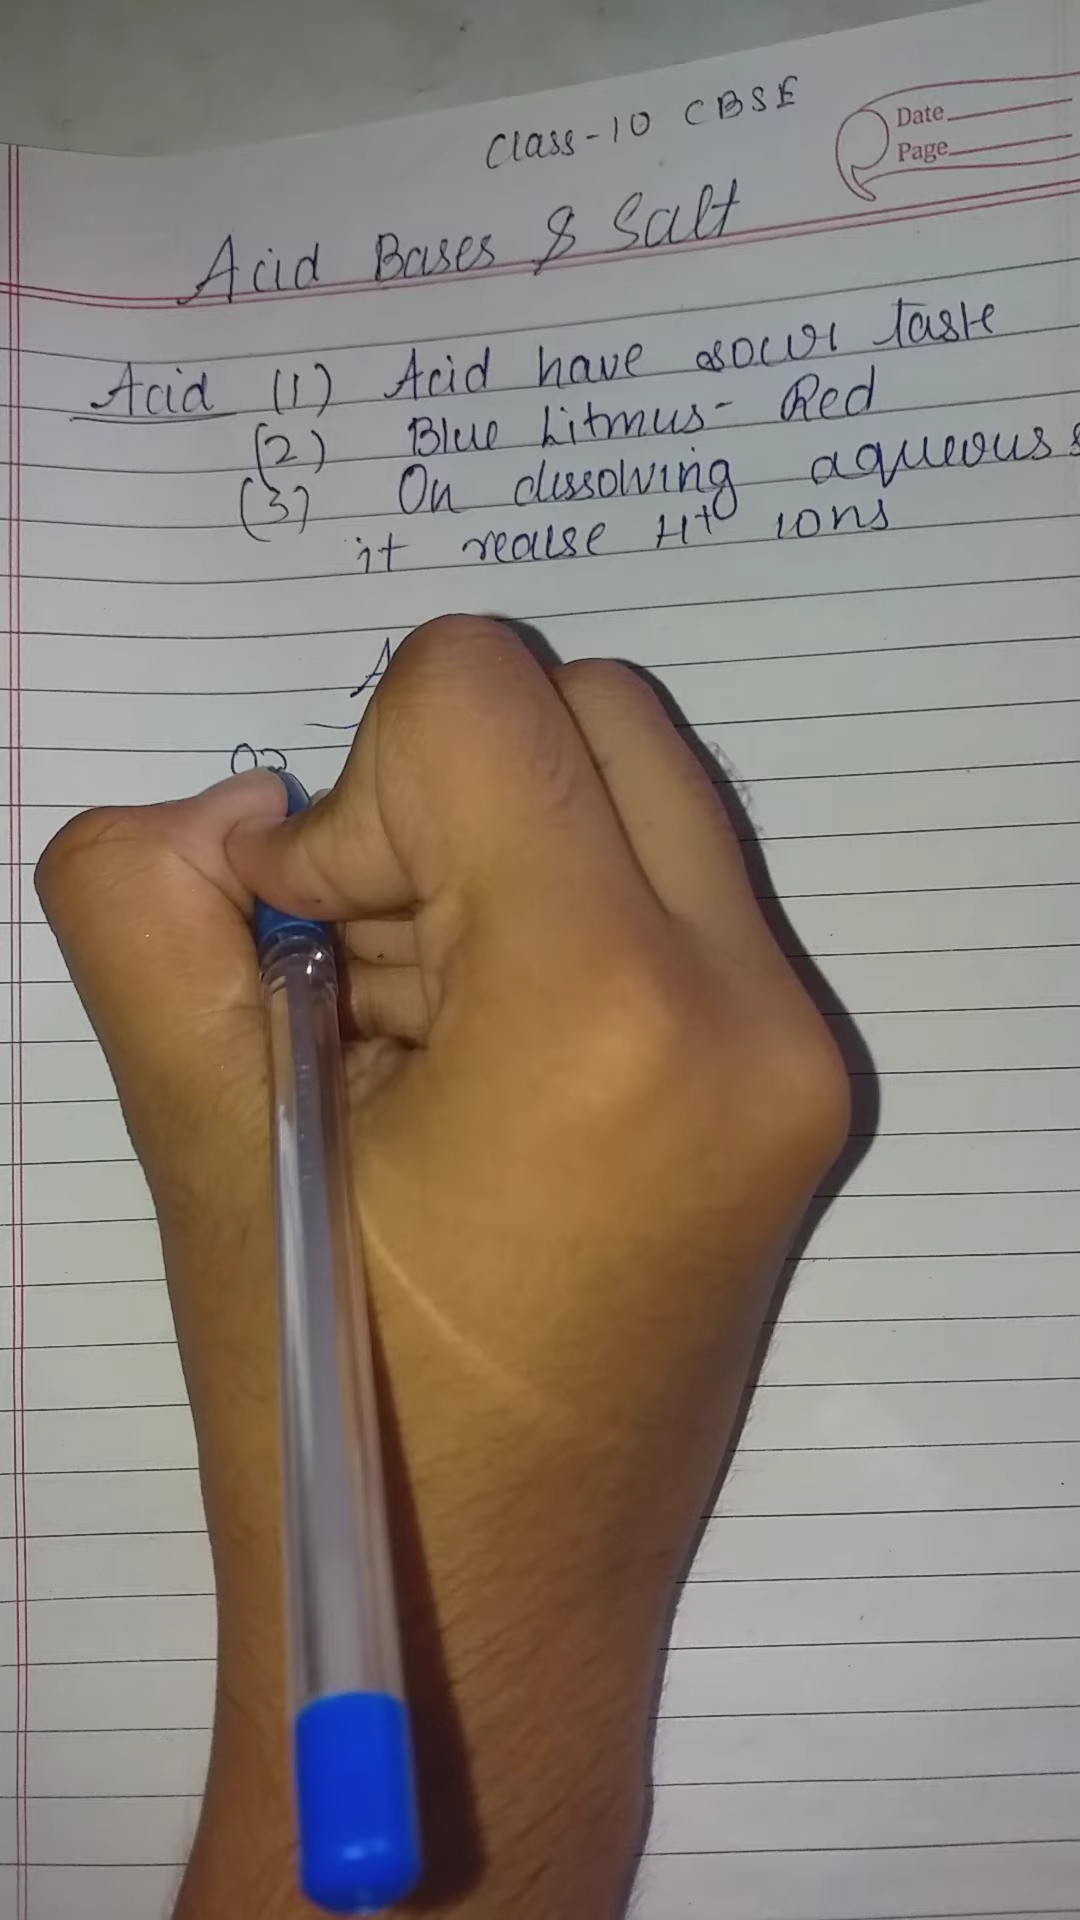 Class-10 CBSE
Date
Page
Acid Bases & Salt
Acid (1) Acid have sour taste
(2) Blue Litmus - Red
(3) On dissolving aqueous
it realse H+ ions